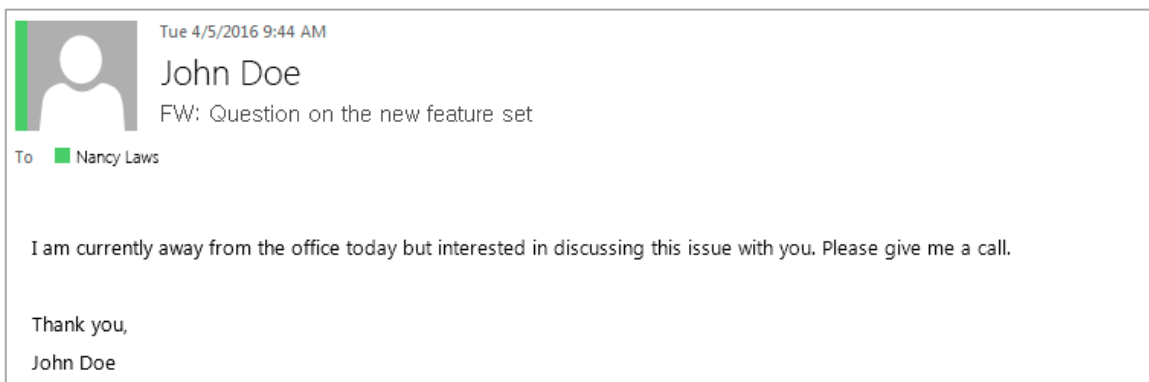 Tue 4/5/2016 9:44 AM
John Doe
FW: Question on the new feature set
To Nancy Laws
I am currently away from the office today but interested in discussing this issue with you. Please give me a call.
Thank you,
John Doe